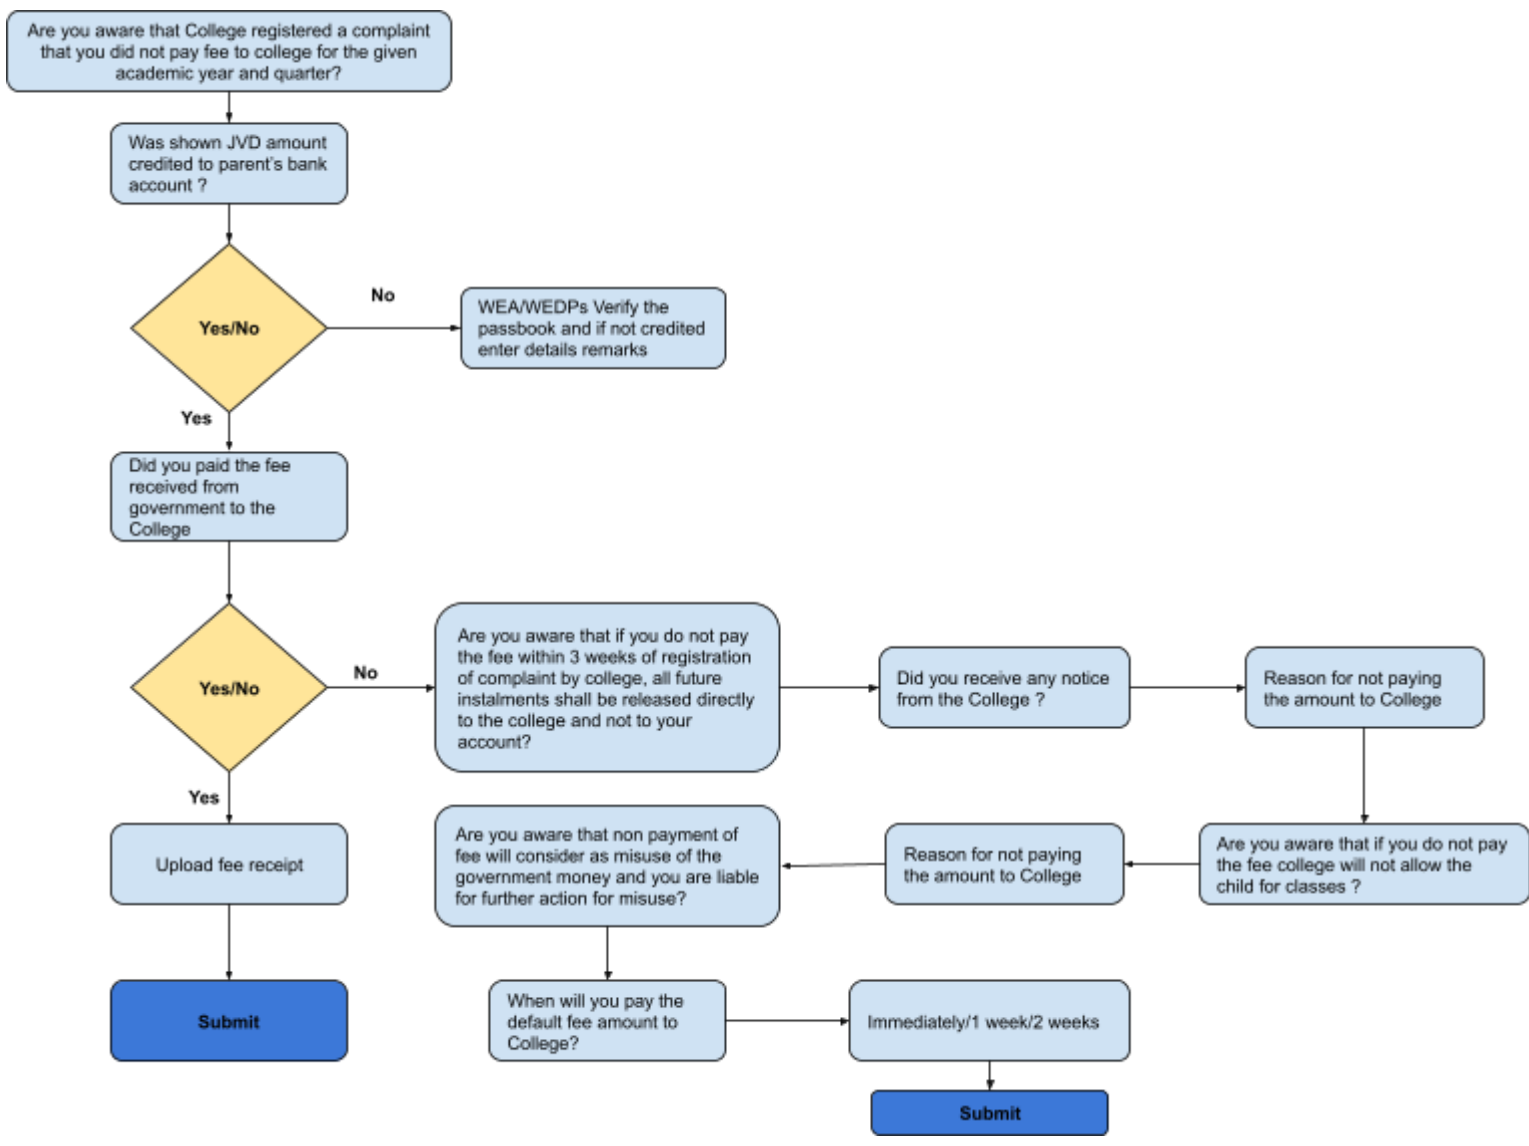 Are you aware that College registered a complaint
that you did not pay fee to college for the given
academic year and quarter?
Was shown JVD amount
credited to parent's bank
account ?
Yes/No
No
WEA/WEDPs Verify the
passbook and if not credited
enter details remarks
Yes
Did you paid the fee
received from
government to the
College
Yes/No
No
Are you aware that if you do not pay
the fee within 3 weeks of registration
of complaint by college, all future
instalments shall be released directly
to the college and not to your
account?
Did you receive any notice
from the College ?
Reason for not paying
the amount to College
Yes
Upload fee receipt
Submit
Are you aware that if you do not pay
the fee college will not allow the
child for classes ?
Reason for not paying
the amount to College
Are you aware that non payment of
fee will consider as misuse of the
government money and you are liable
for further action for misuse?
When will you pay the
default fee amount to
College?
Immediately/1 week/2 weeks
Submit